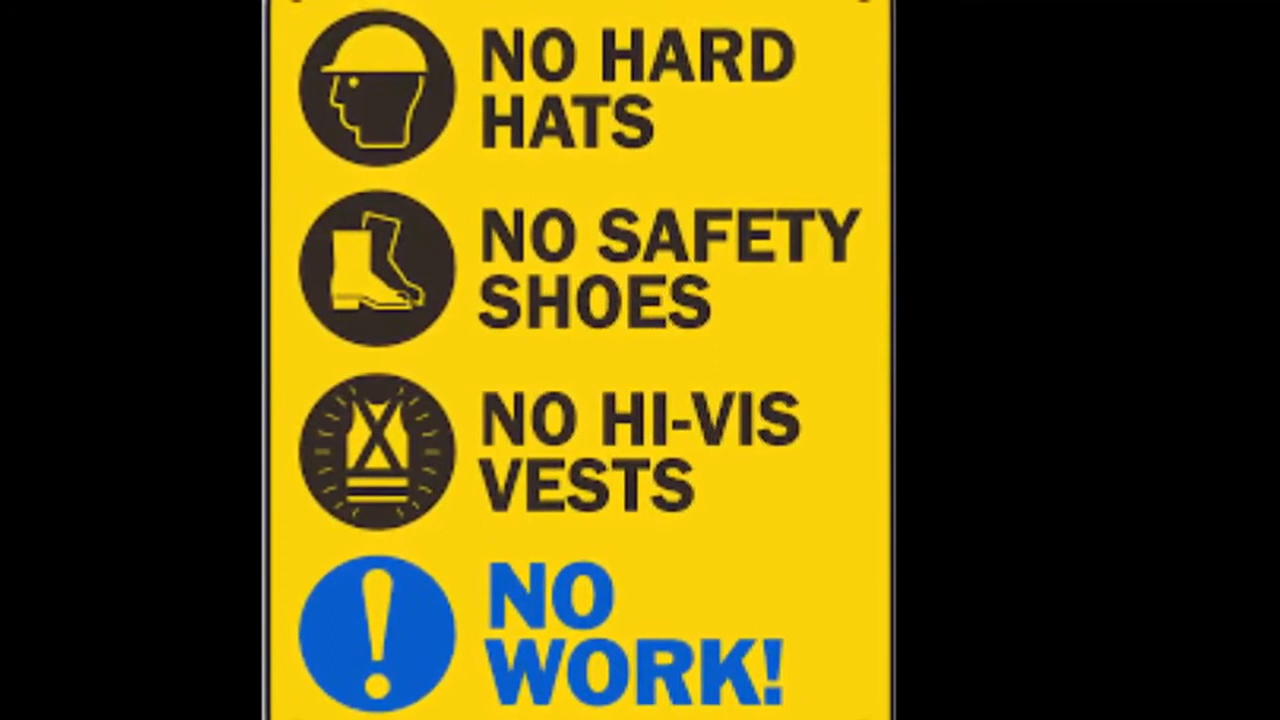 NO HARD
HATS
NO SAFETY
SHOES
NO HI-VIS
VESTS
NO
WORK!